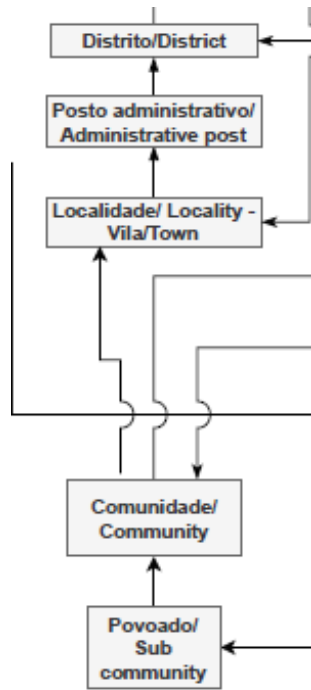 Distrito/District
Posto administrativo/
Administrative post
Localidade/ Locality -
Vila/Town
Comunidade/
Community
Povoado/
Sub
community